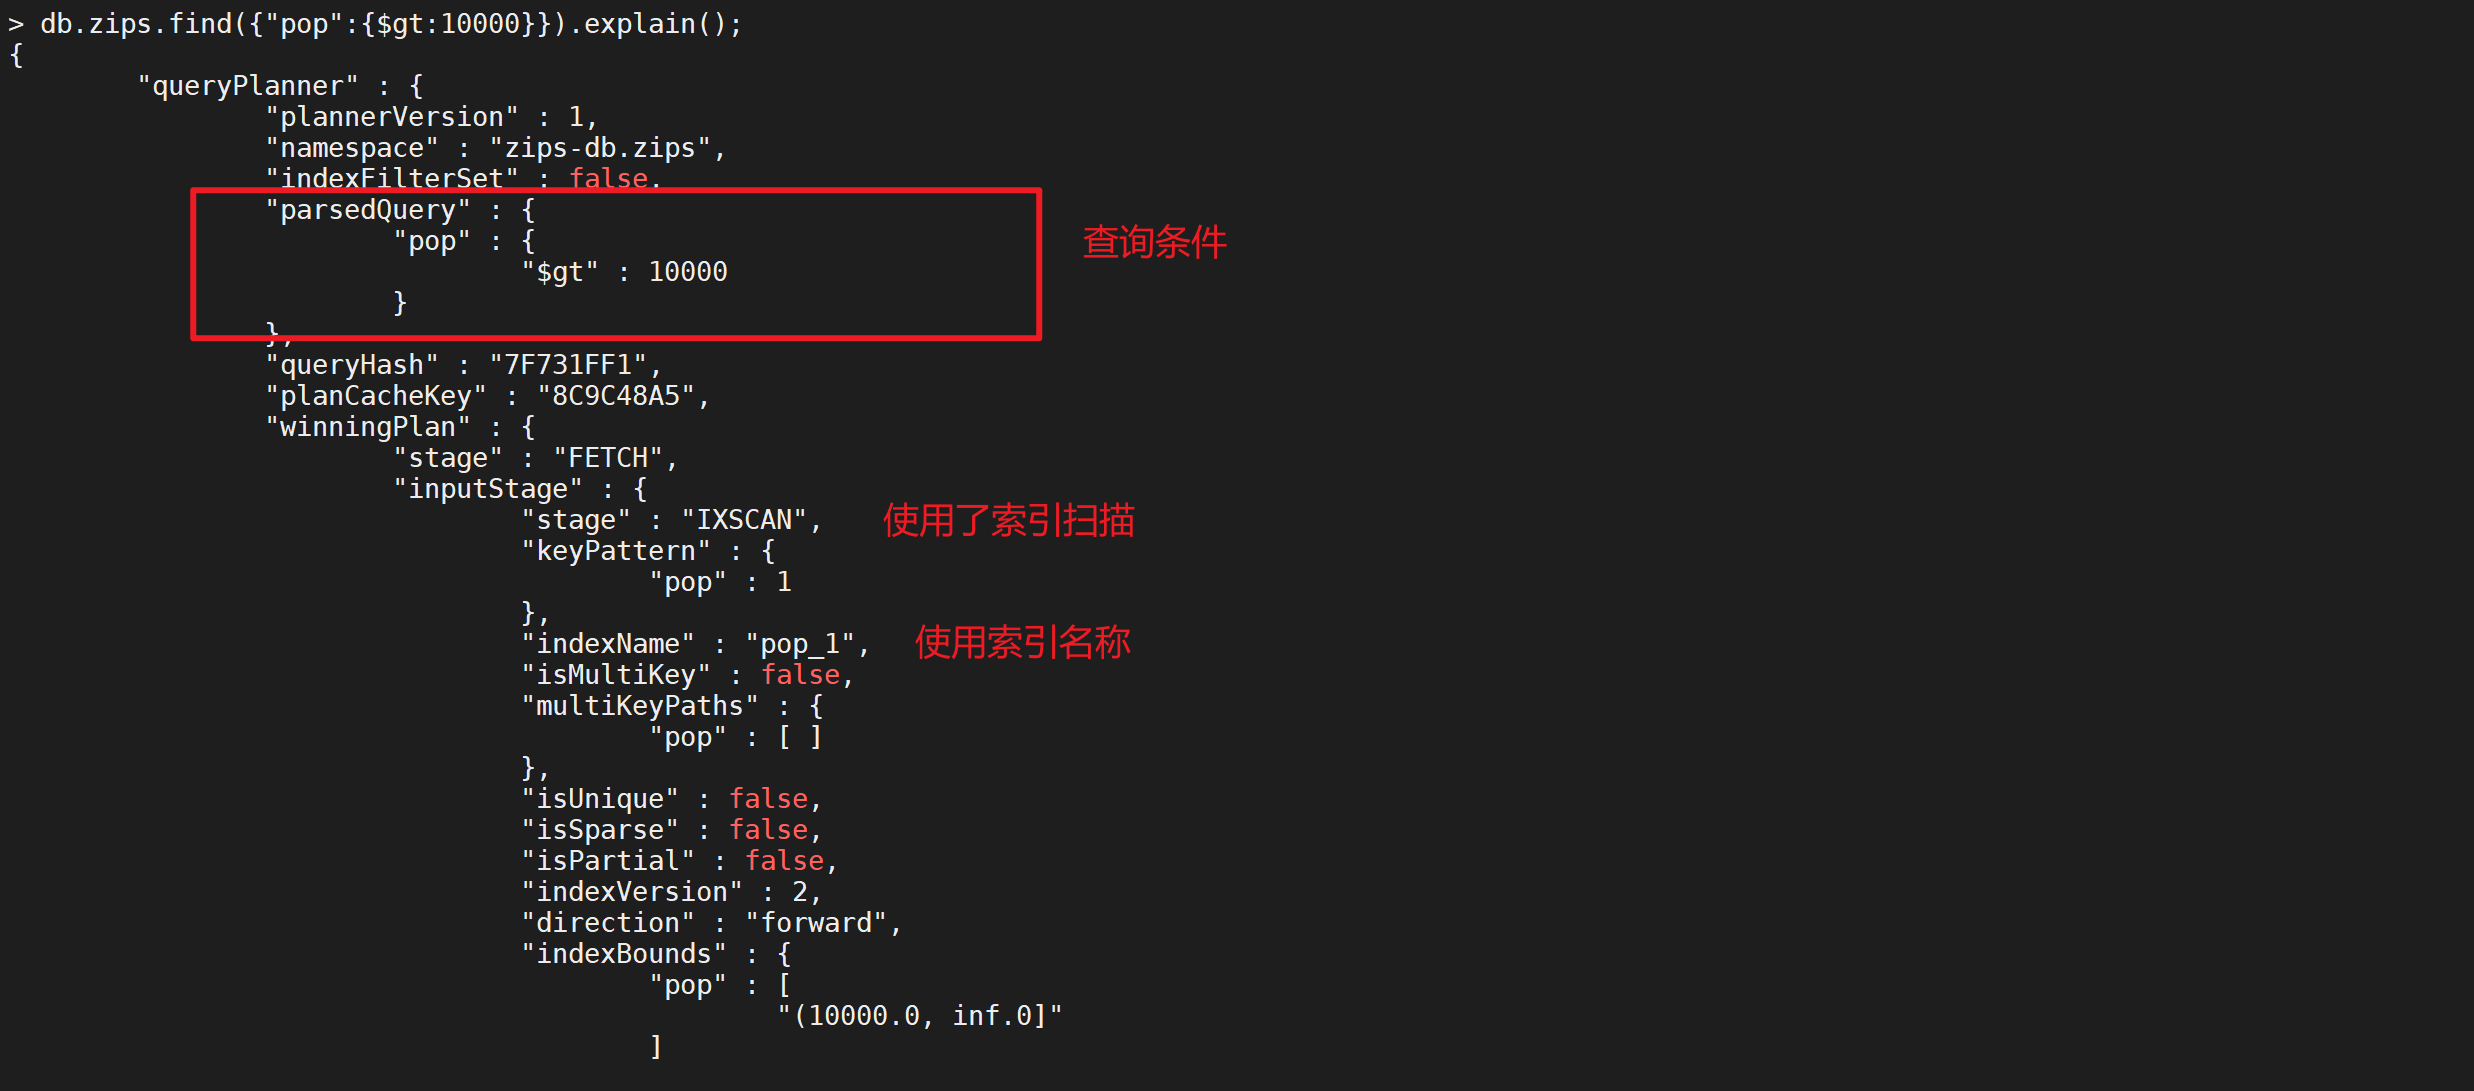 > db.zips.find({"pop":{$gt:10000}}).explain();
{
"queryPlanner" : {
"plannerVersion" : 1,
"namespace" : "zips-db.zips",
"indexFilterSet" : false,
"parsedQuery" : {
"pop" : {
查询条件
"$gt" : 10000
}
},
"queryHash" : "7F731FF1",
"planCacheKey" : "8C9C48A5",
"winningPlan" : {
"stage" : "FETCH",
"inputStage" : {
"stage" : "IXSCAN", 使用了索引扫描
"keyPattern" : {
"pop" : 1
},
"indexName" : "pop_1", 使用索引名称
"isMultiKey" : false,
"multiKeyPaths" : {
"pop" : [ ]
},
"isUnique" : false,
"isSparse" : false,
"isPartial" : false,
"indexVersion" : 2,
"direction" : "forward",
"indexBounds" : {
"pop" : [
"(10000.0, inf.0]"
]